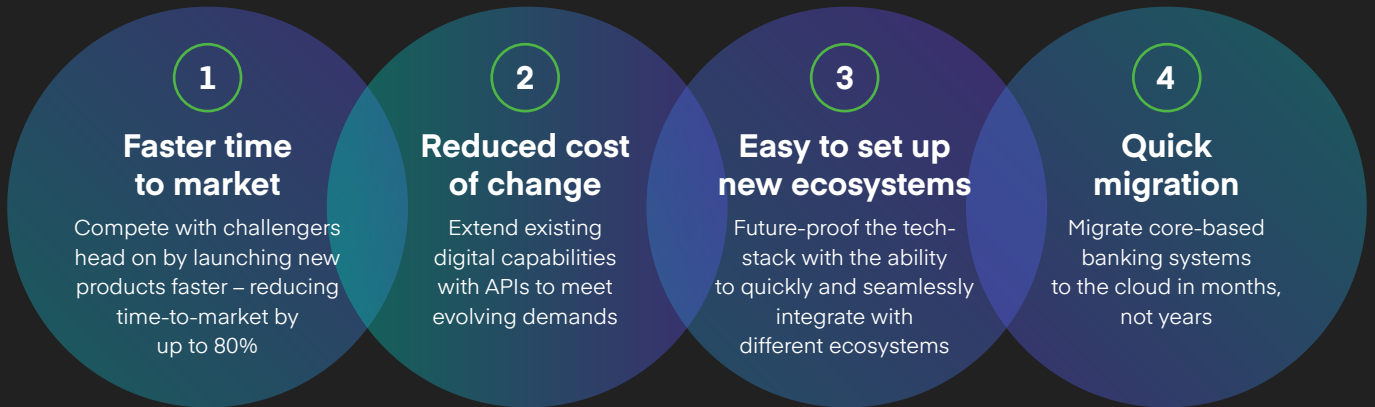 1
Faster time
to market
Compete with challengers
head on by launching new
products faster – reducing
time-to-market by
up to 80%
2
Reduced cost
of change
Extend existing
digital capabilities
with APIs to meet
evolving demands
3
Easy to set up
new ecosystems
Future-proof the tech-
stack with the ability
to quickly and seamlessly
integrate with
different ecosystems
4
Quick
migration
Migrate core-based
banking systems
to the cloud in months,
not years